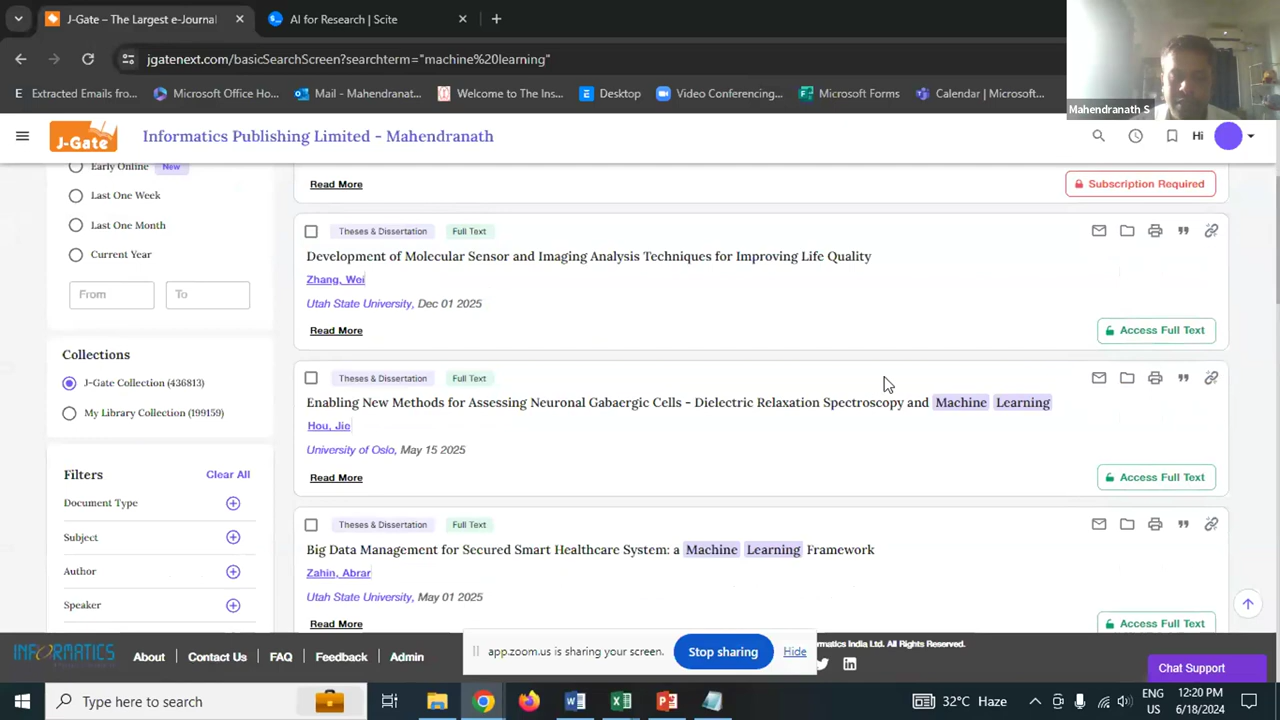 J-Gate – The Largest e-Journal
AI for Research | Scite
jgatenext.com/basicSearchScreen?searchterm="machine%20learning"
Extracted Emails fro...
Microsoft Office Ho...
Mail - Mahendranat...
Welcome to The Ins...
Desktop
Video Conferencing...
Microsoft Forms
Calendar | Microsoft...
Mahendranath S
J-Gate
Informatics Publishing Limited - Mahendranath
Hi
Early Online New
Last One Week
Last One Month
Current Year
From To
Collections
J-Gate Collection (436813)
My Library Collection (199159)
Filters Clear All
Document Type
Subject
Author
Speaker
Read More
Subscription Required
Theses & Dissertation Full Text
Development of Molecular Sensor and Imaging Analysis Techniques for Improving Life Quality
Zhang, Wei
Utah State University, Dec 01 2025
Read More
Access Full Text
Theses & Dissertation Full Text
Enabling New Methods for Assessing Neuronal Gabaergic Cells - Dielectric Relaxation Spectroscopy and Machine Learning
Hou, Jie
University of Oslo, May 15 2025
Read More
Access Full Text
Theses & Dissertation Full Text
Big Data Management for Secured Smart Healthcare System: a Machine Learning Framework
Zahin, Abrar
Utah State University, May 01 2025
Read More
Access Full Text
INFORMATICS
About Contact Us FAQ Feedback Admin
matics India Ltd. All Rights Reserved.
app.zoom.us is sharing your screen.
Stop sharing
Hide
Chat Support
Type here to search
32°C Haze
ENG
US
12:20 PM
6/18/2024